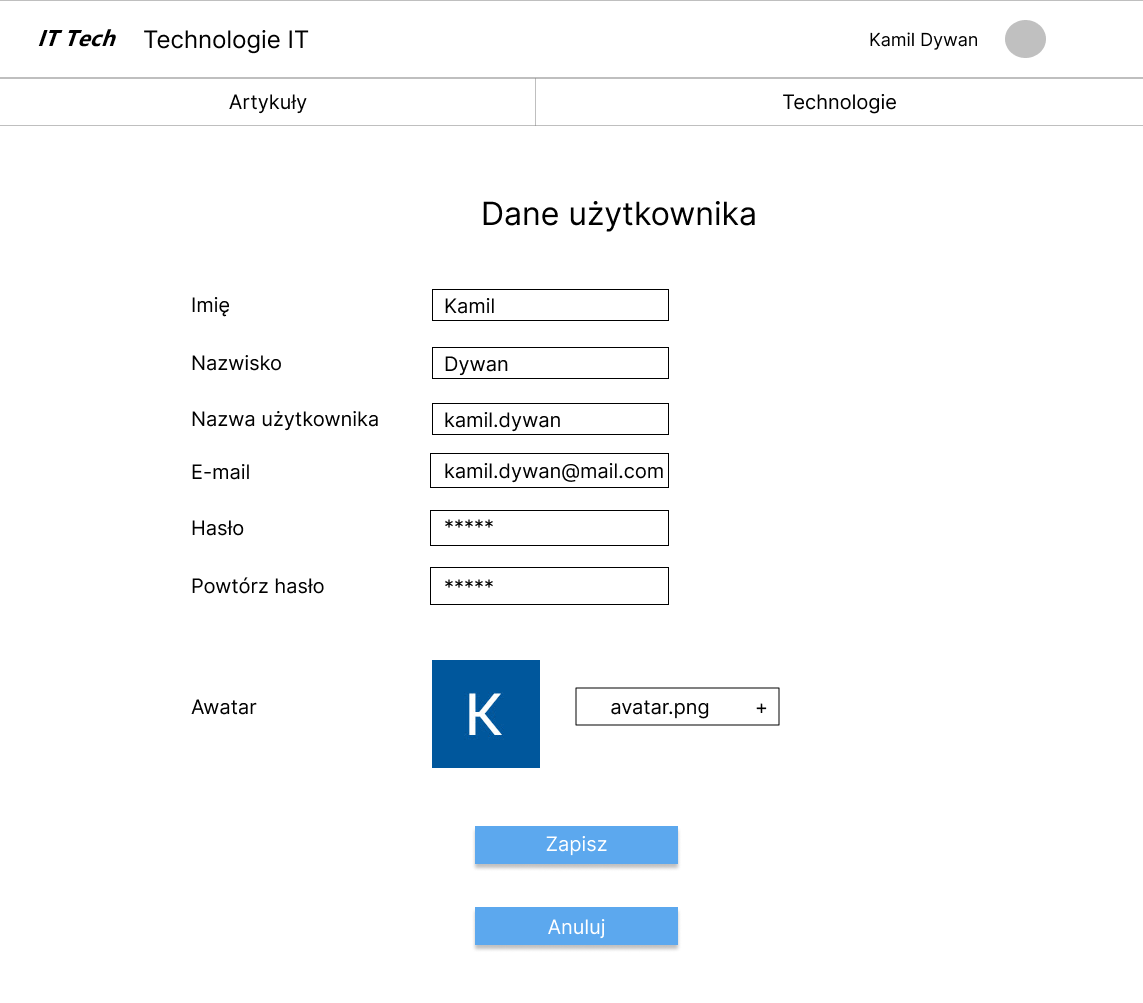 IT Tech Technologie IT Kamil Dywan
Artykuły Technologie
Dane użytkownika
Imię Kamil
Nazwisko Dywan
Nazwa użytkownika kamil.dywan
E-mail kamil.dywan@mail.com
Hasło *****
Powtórz hasło *****
Awatar K avatar.png +
Zapisz
Anuluj